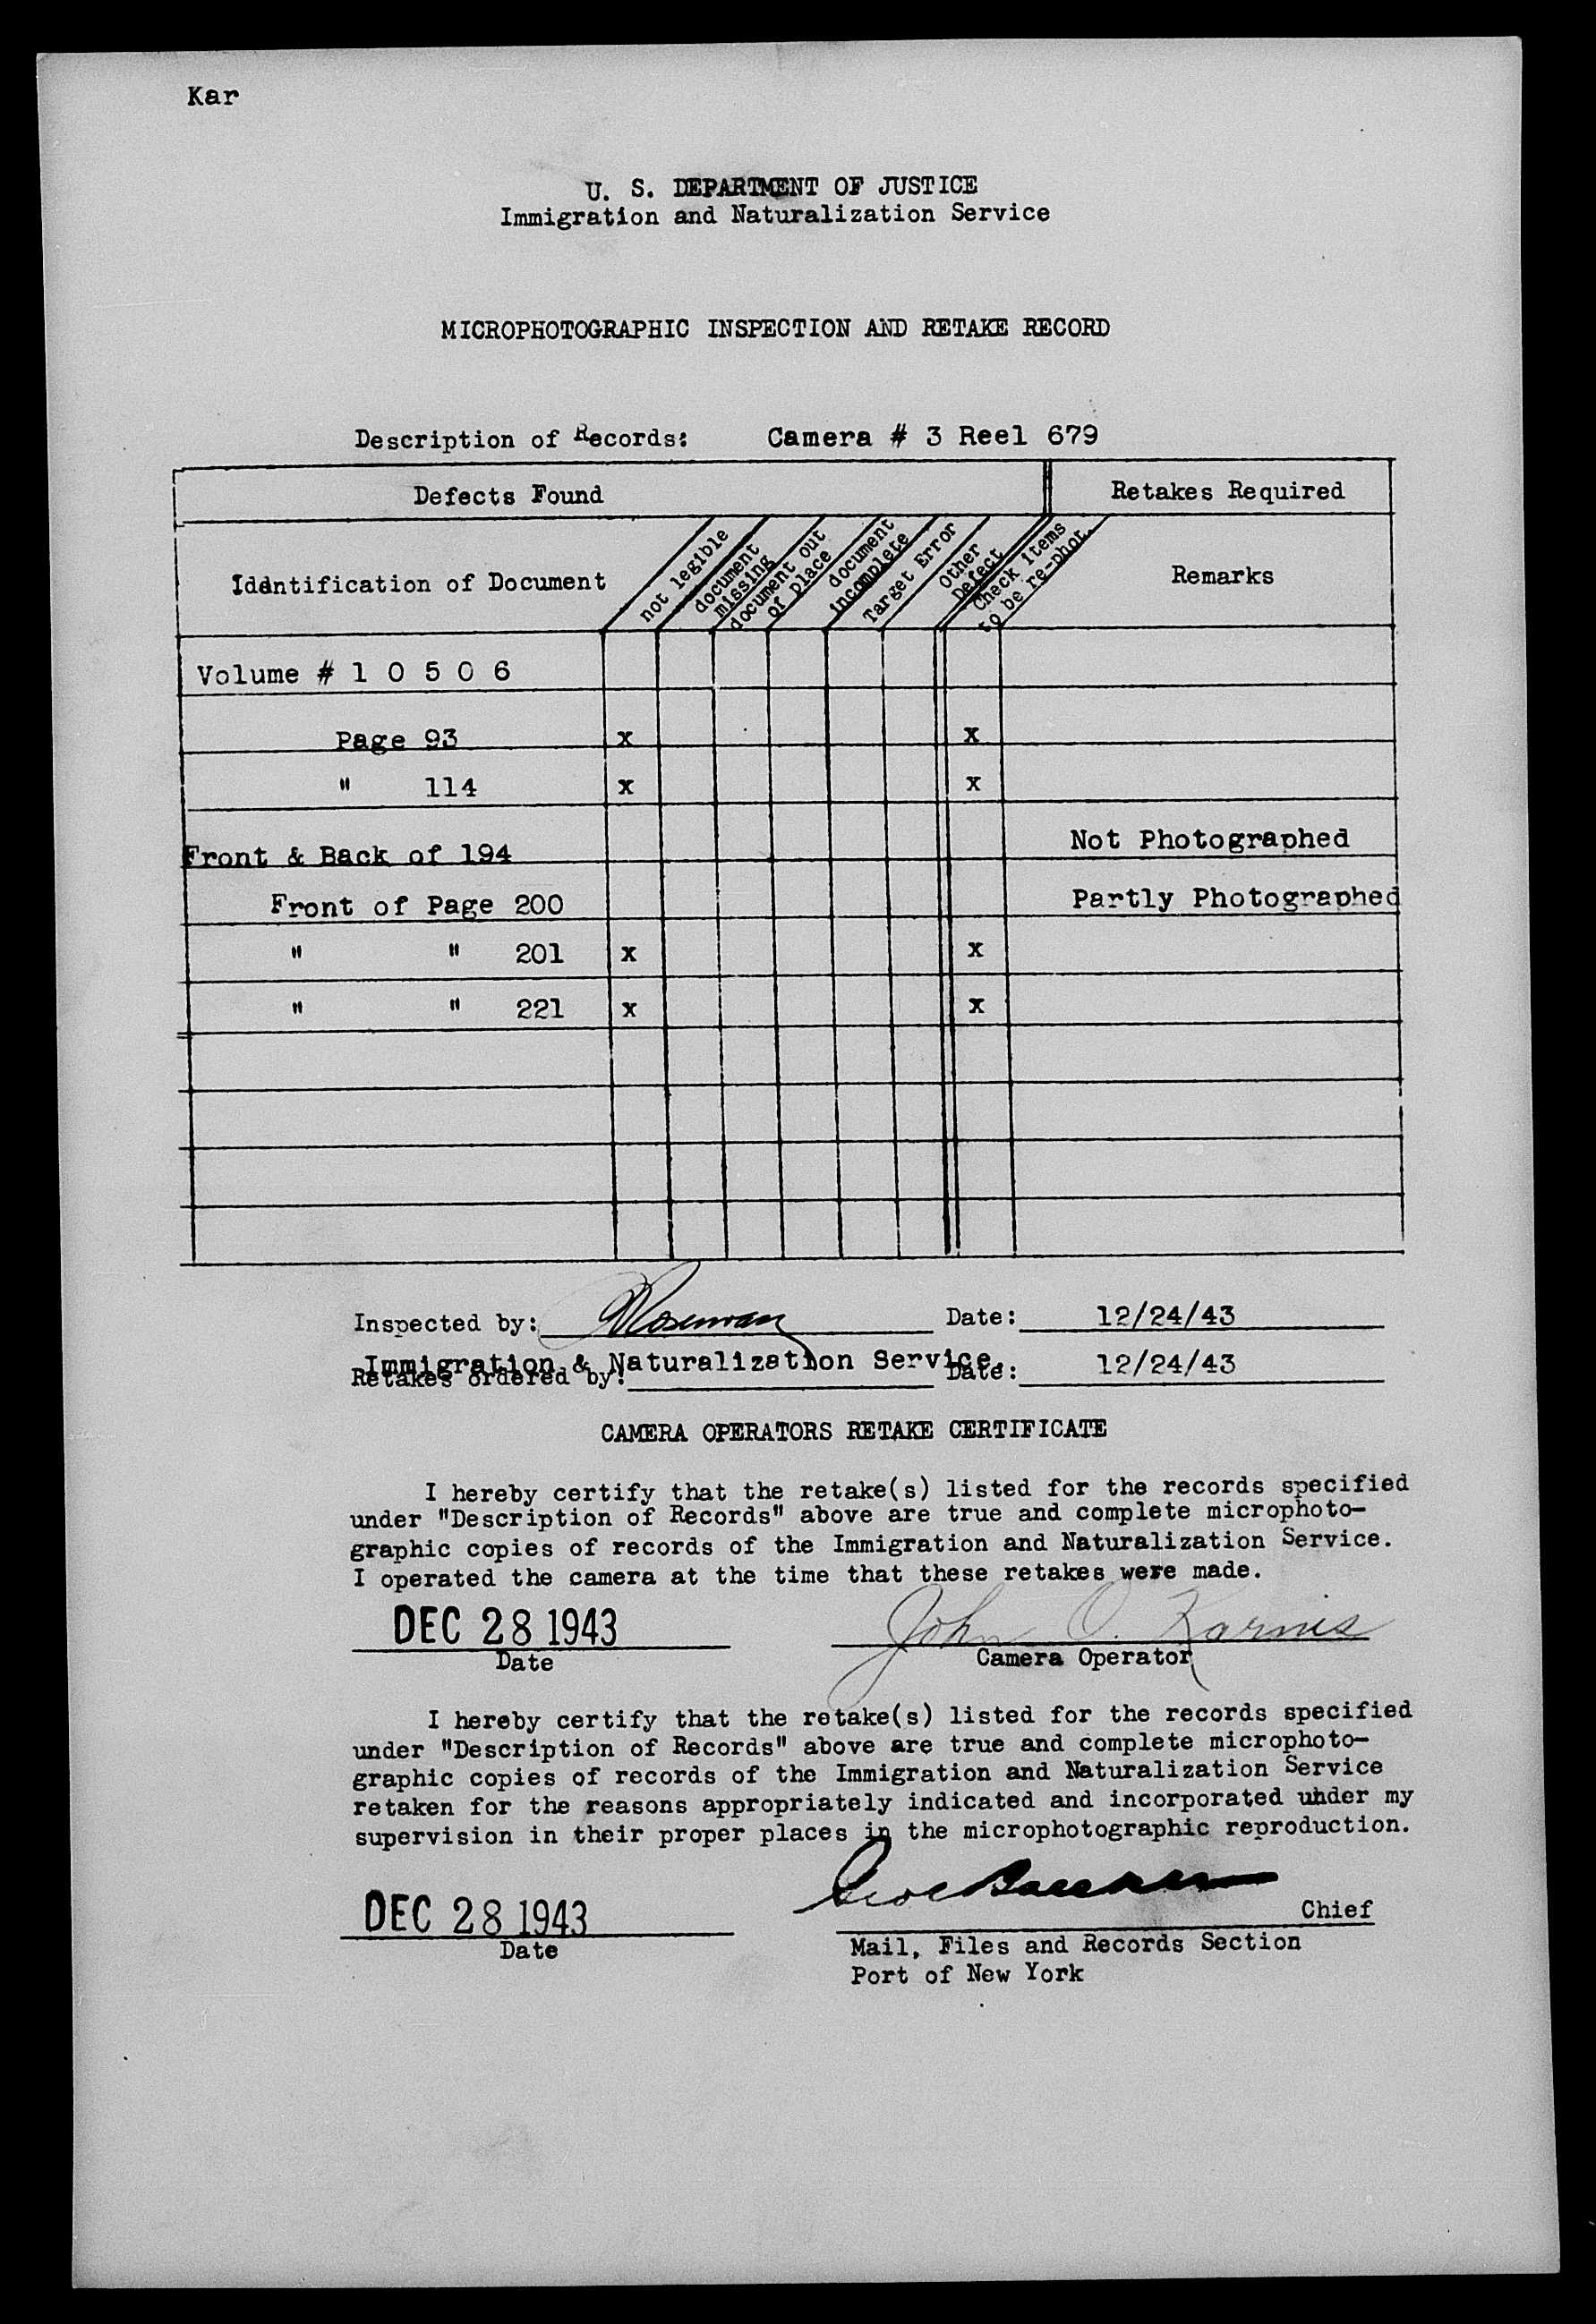 Kar
U. S. DEPARTMENT OF JUSTICE
Immigration and Naturalization Service
MICROPHOTOGRAPHIC INSPECTION AND RETAKE RECORD
Description of Records: Camera # 3 Reel 679
Defects Found Retakes Required
Identification of Document
not legible
document missing
document out of place
document incomplete
Target Error
Other Defect
Check items to be re-phot.
Remarks
Volume # 1 0 5 0 6
Page 93 x x
" 114 x x
Front & Back of 194 Not Photographed
Front of Page 200 Partly Photographed
" " 201 x x
" " 221 x x
Inspected by: Date: 12/24/43
Immigration & Naturalization Service.
Retakes ordered by: Date: 12/24/43
CAMERA OPERATORS RETAKE CERTIFICATE
I hereby certify that the retake(s) listed for the records specified
under "Description of Records" above are true and complete microphoto-
graphic copies of records of the Immigration and Naturalization Service.
I operated the camera at the time that these retakes were made.
DEC 28 1943 John O. Karnis
Date Camera Operator
I hereby certify that the retake(s) listed for the records specified
under "Description of Records" above are true and complete microphoto-
graphic copies of records of the Immigration and Naturalization Service
retaken for the reasons appropriately indicated and incorporated uhder my
supervision in their proper places in the microphotographic reproduction.
DEC 28 1943 Chief
Date Mail, Files and Records Section
Port of New York